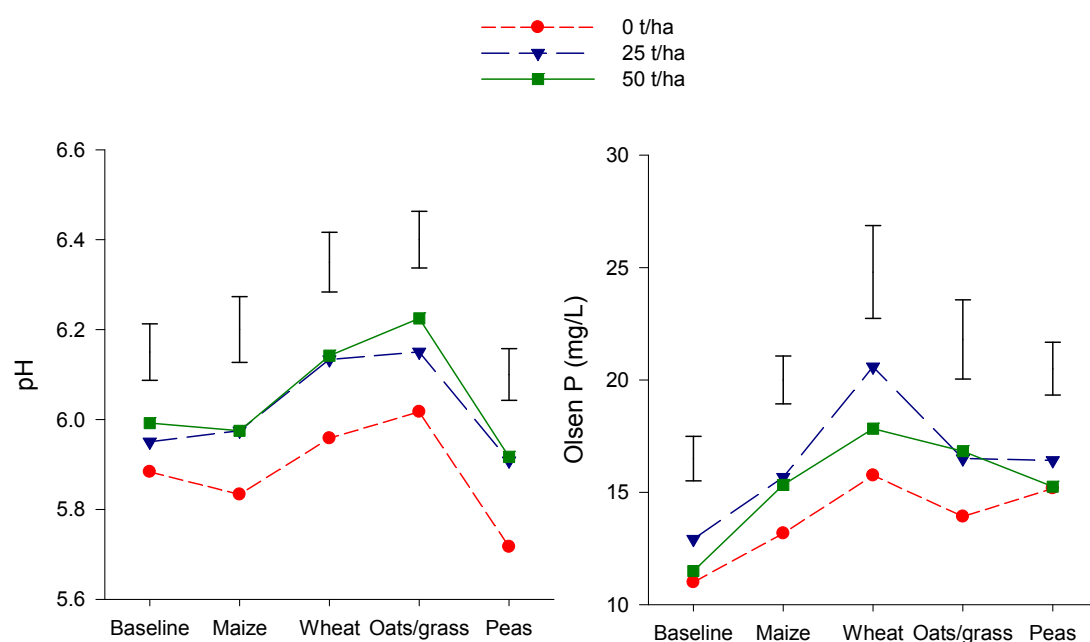 0 t/ha
25 t/ha
50 t/ha
pH
6.6
6.4
6.2
6.0
5.8
5.6
Baseline Maize Wheat Oats/grass Peas
Olsen P (mg/L)
30
25
20
15
10
Baseline Maize Wheat Oats/grass Peas